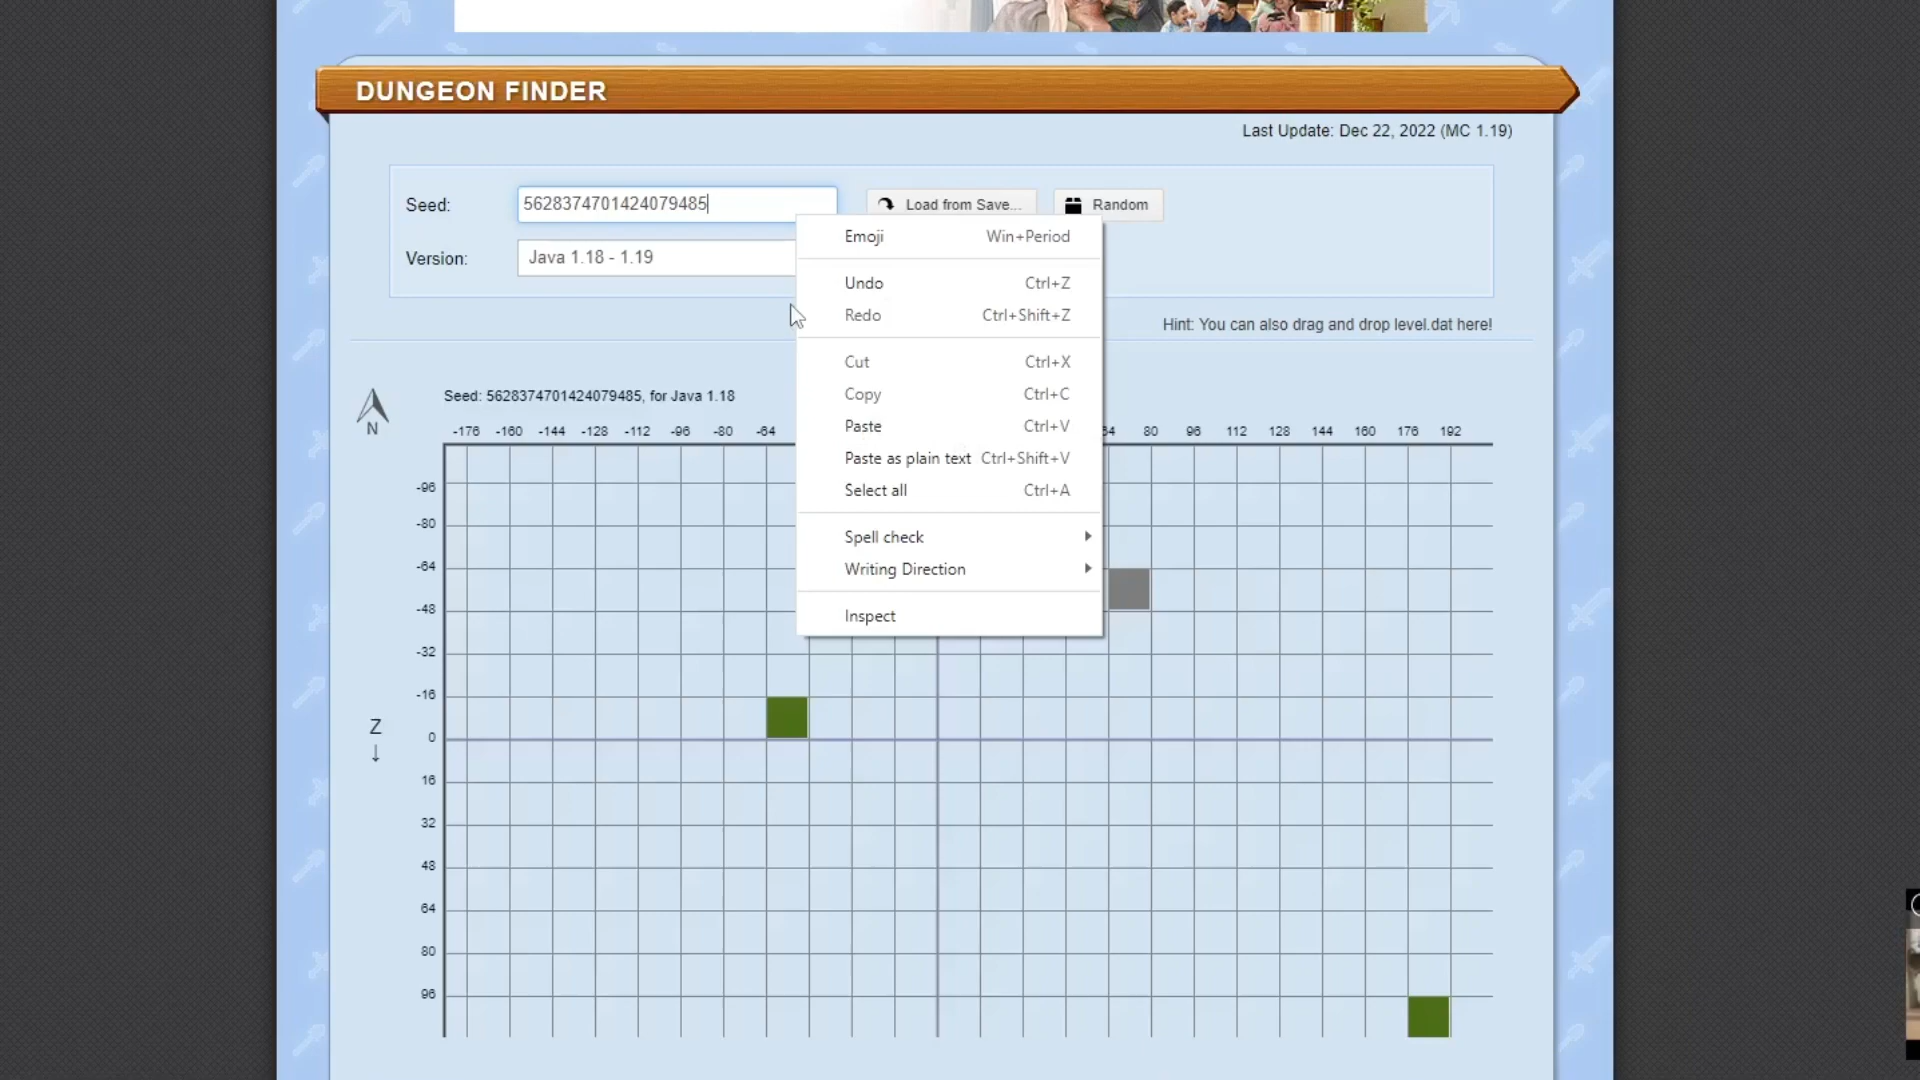 DUNGEON FINDER
Last Update: Dec 22, 2022 (MC 1.19)
Seed: 5628374701424079485 Load from Save... Random
Version: Java 1.18 - 1.19
Emoji Win+Period
Undo Ctrl+Z
Redo Ctrl+Shift+Z
Cut Ctrl+X
Copy Ctrl+C
Paste Ctrl+V
Paste as plain text Ctrl+Shift+V
Select all Ctrl+A
Spell check
Writing Direction
Inspect
Hint: You can also drag and drop level.dat here!
N
Seed: 5628374701424079485, for Java 1.18
-176 -160 -144 -128 -112 -96 -80 -64 80 96 112 128 144 160 176 192
-96
-80
-64
-48
-32
-16
Z
↓
0
16
32
48
64
80
96